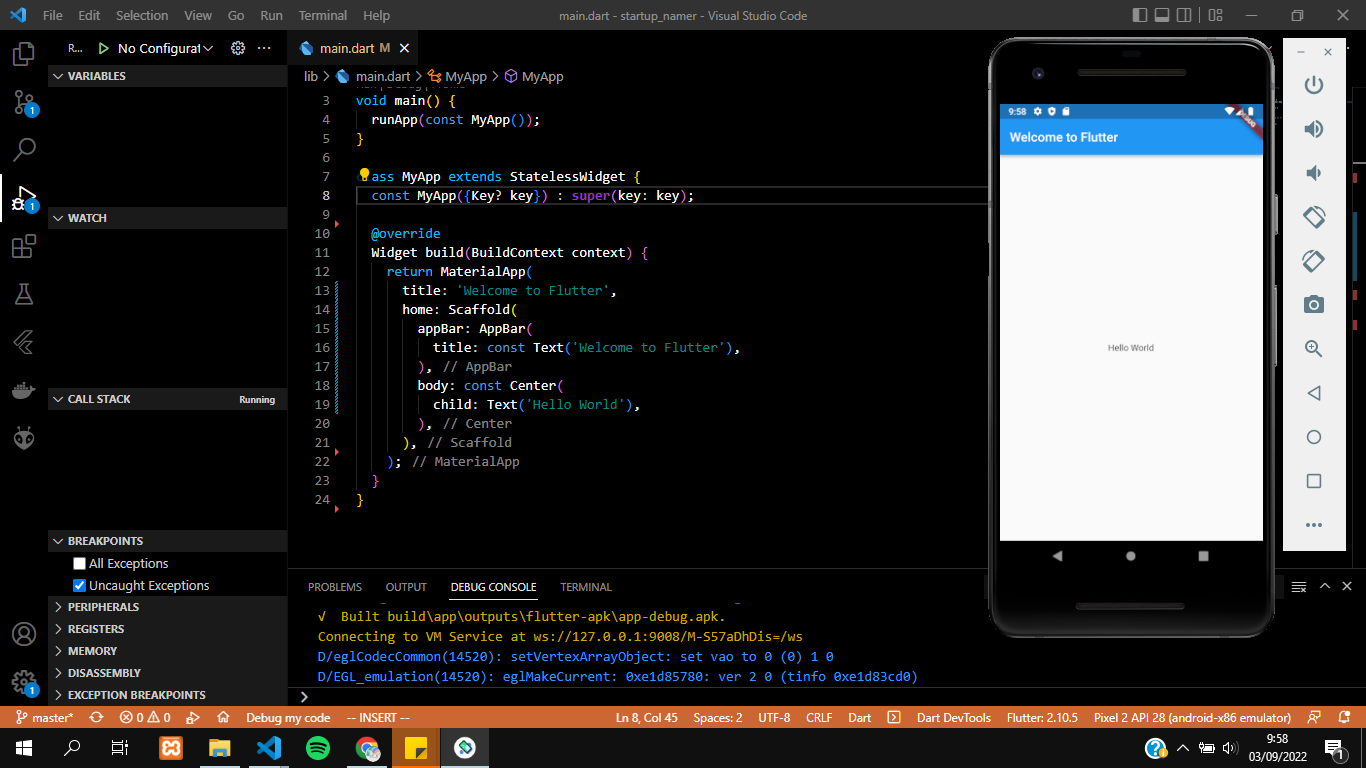 File Edit Selection View Go Run Terminal Help main.dart - startup_namer - Visual Studio Code
R... No Configurat ... main.dart M
VARIABLES
lib > main.dart > MyApp > MyApp
3 void main() {
4 runApp(const MyApp());
5 }
6
7 ass MyApp extends StatelessWidget {
8 const MyApp({Key? key}) : super(key: key);
9
10 @override
11 Widget build(BuildContext context) {
12 return MaterialApp(
13 title: 'Welcome to Flutter',
14 home: Scaffold(
15 appBar: AppBar(
16 title: const Text('Welcome to Flutter'),
17 ), // AppBar
18 body: const Center(
19 child: Text('Hello World'),
20 ), // Center
21 ), // Scaffold
22 ); // MaterialApp
23 }
24 }
1
1
1
WATCH
CALL STACK Running
BREAKPOINTS
All Exceptions
Uncaught Exceptions
PERIPHERALS
REGISTERS
MEMORY
DISASSEMBLY
EXCEPTION BREAKPOINTS
9:58
DEBUG
Welcome to Flutter
Hello World
PROBLEMS OUTPUT DEBUG CONSOLE TERMINAL
√ Built build\app\outputs\flutter-apk\app-debug.apk.
Connecting to VM Service at ws://127.0.0.1:9008/M-S57aDhDis=/ws
D/eglCodecCommon(14520): setVertexArrayObject: set vao to 0 (0) 1 0
D/EGL_emulation(14520): eglMakeCurrent: 0xe1d85780: ver 2 0 (tinfo 0xe1d83cd0)
master* 0 0 Debug my code -- INSERT -- Ln 8, Col 45 Spaces: 2 UTF-8 CRLF Dart Dart DevTools Flutter: 2.10.5 Pixel 2 API 28 (android-x86 emulator)
9:58
03/09/2022
1